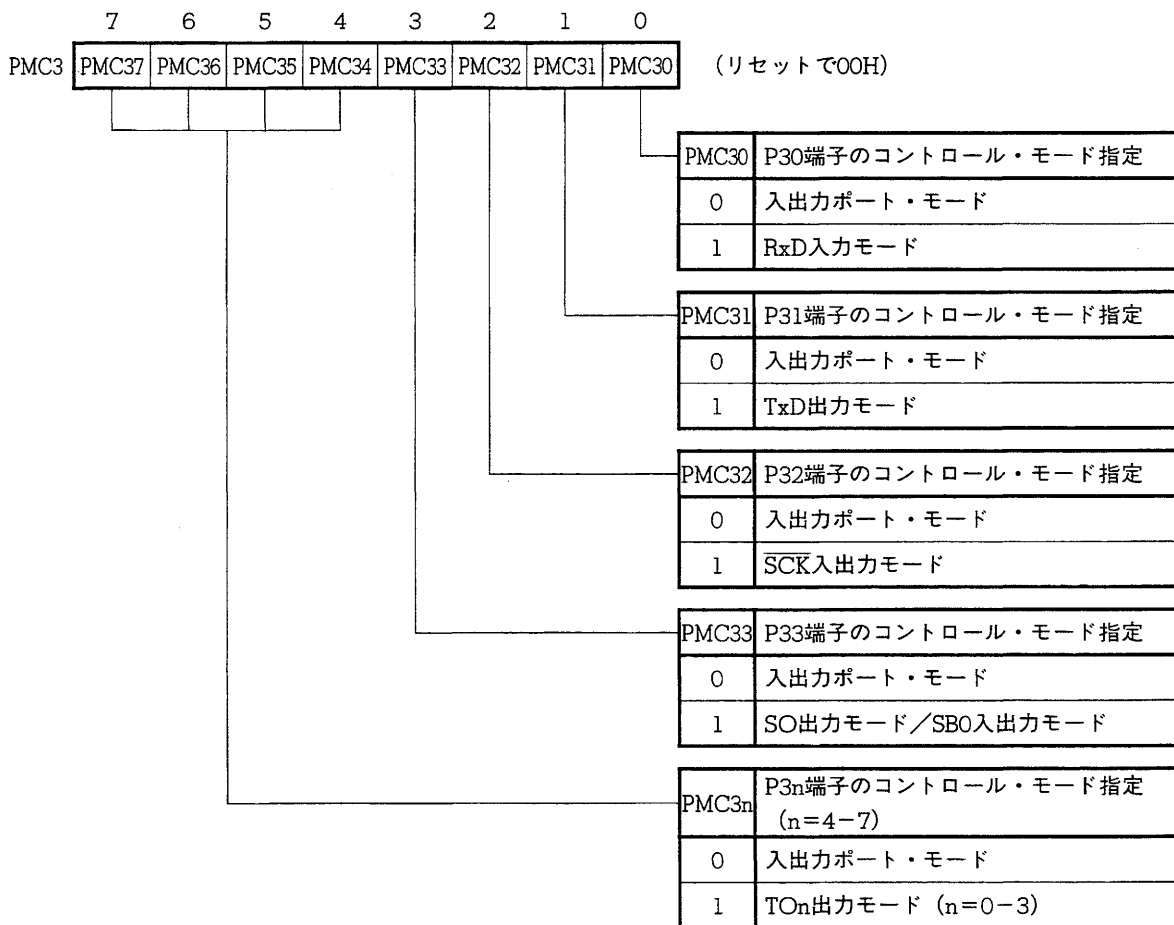 7 6 5 4 3 2 1 0
PMC3 PMC37 PMC36 PMC35 PMC34 PMC33 PMC32 PMC31 PMC30 (リセットで00H)
PMC30 P30端子のコントロール・モード指定
0 入出力ポート・モード
1 RxD入力モード
PMC31 P31端子のコントロール・モード指定
0 入出力ポート・モード
1 TxD出力モード
PMC32 P32端子のコントロール・モード指定
0 入出力ポート・モード
1 S̅C̅K̅入出力モード
PMC33 P33端子のコントロール・モード指定
0 入出力ポート・モード
1 SO出力モード／SB0入出力モード
PMC3n P3n端子のコントロール・モード指定
(n=4-7)
0 入出力ポート・モード
1 TOn出力モード (n=0-3)